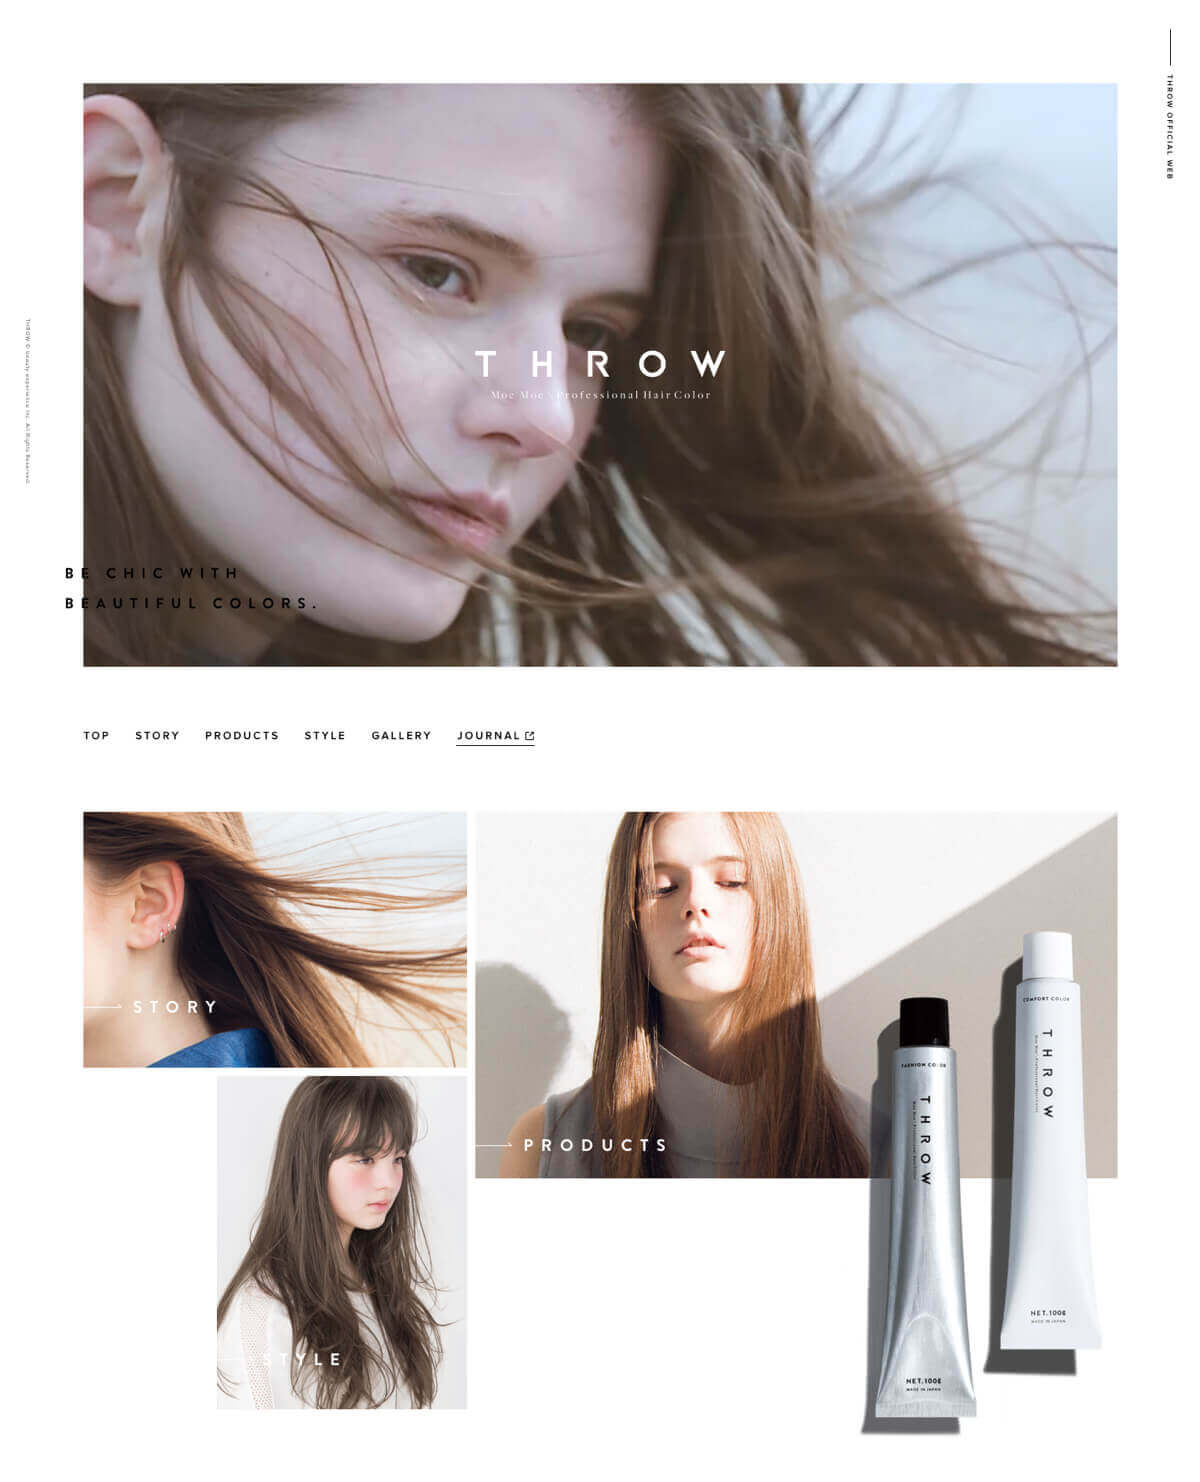 THROW OFFICIAL WEB
THROW
Moe Moe Professional Hair Color
THROW © beauty experience inc. All Rights Reserved.
BE CHIC WITH
BEAUTIFUL COLORS.
TOP STORY PRODUCTS STYLE GALLERY JOURNAL
STORY
PRODUCTS
STYLE
FASHION COLOR
THROW
NET.100g
MADE IN JAPAN
COMFORT COLOR
THROW
NET.100g
MADE IN JAPAN